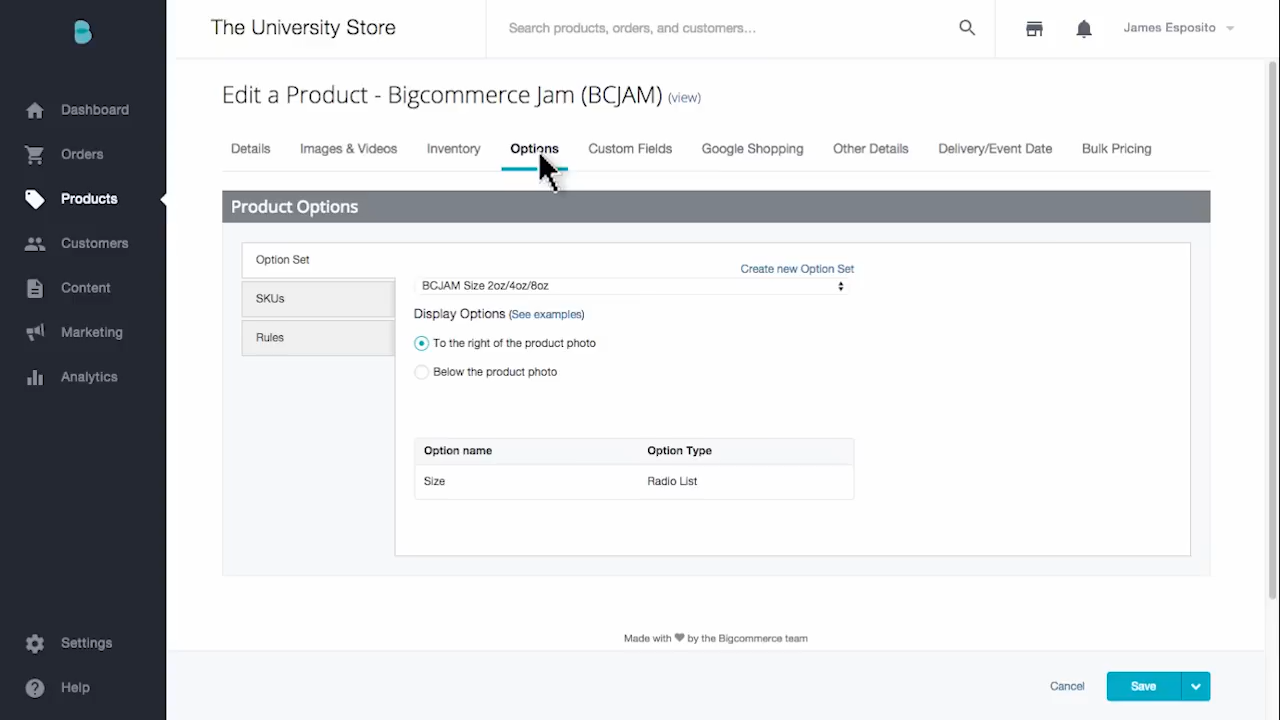 The University Store
Search products, orders, and customers...
James Esposito
Dashboard
Orders
Products
Customers
Content
Marketing
Analytics
Settings
Help
Edit a Product - Bigcommerce Jam (BCJAM) (view)
Details Images & Videos Inventory Options Custom Fields Google Shopping Other Details Delivery/Event Date Bulk Pricing
Product Options
Option Set
SKUs
Rules
Create new Option Set
BCJAM Size 2oz/4oz/8oz
Display Options (See examples)
To the right of the product photo
Below the product photo
Option name Option Type
Size Radio List
Made with ♥ by the Bigcommerce team
Cancel Save